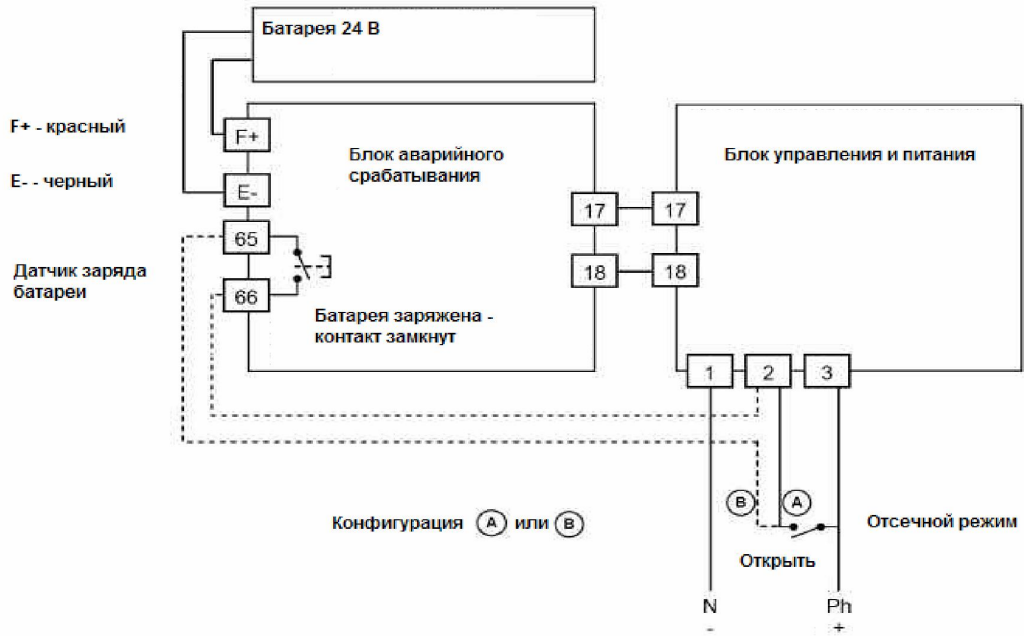 Батарея 24 В
F+ - красный
F+
Блок аварийного
срабатывания
Блок управления и питания
E- - черный
E-
17
17
65
Датчик заряда
батареи
18
18
66
Батарея заряжена -
контакт замкнут
1
2
3
B
A
Конфигурация A или B
Отсечной режим
Открыть
N
Ph
-
+